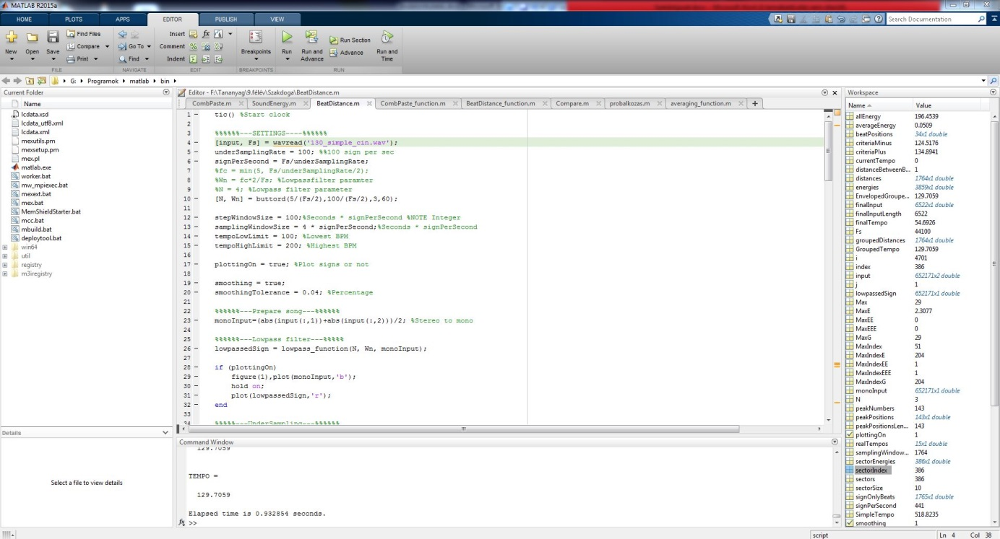 MATLAB R2015a
HOME PLOTS APPS EDITOR PUBLISH VIEW
Search Documentation
New Open Save Find Files Compare Print
Go To Find
Insert fx
Comment
Indent
Breakpoints
Run Run and Advance Run Section Advance Run and Time
FILE NAVIGATE EDIT BREAKPOINTS RUN
G: Programok matlab bin
Current Folder
Name
lcdata.xsd
lcdata_utf8.xml
lcdata.xml
mexutils.pm
mexsetup.pm
mex.pl
matlab.exe
worker.bat
mw_mpiexec.bat
mexext.bat
mex.bat
MemShieldStarter.bat
mcc.bat
mbuild.bat
deploytool.bat
win64
util
registry
m3iregistry
Details
Select a file to view details
Editor - F:\Tananyag\9.félév\Szakdoga\BeatDistance.m
CombPaste.m SoundEnergy.m BeatDistance.m CombPaste_function.m BeatDistance_function.m Compare.m probalkozas.m averaging_function.m +
1 – tic() %Start clock
2
3 %%%%%%---SETTINGS----%%%%%%
4 – [input, Fs] = wavread('130_simple_cin.wav');
5 – underSamplingRate = 100; %%100 sign per sec
6 – signPerSecond = Fs/underSamplingRate;
7 %fc = min(5, Fs/underSamplingRate/2);
8 %Wn = fc*2/Fs; %Lowpassfilter paramter
9 %N = 4; %Lowpass filter parameter
10 – [N, Wn] = buttord(5/(Fs/2),100/(Fs/2),3,60);
11
12 – stepWindowSize = 100;%Seconds * signPerSecond %NOTE Integer
13 – samplingWindowSize = 4 * signPerSecond;%Seconds * signPerSecond
14 – tempoLowLimit = 100; %Lowest BPM
15 – tempoHighLimit = 200; %Highest BPM
16
17 – plottingOn = true; %Plot signs or not
18
19 – smoothing = true;
20 – smoothingTolerance = 0.04; %Percentage
21
22 %%%%%%---Prepare song---%%%%%%
23 – monoInput=(abs(input(:,1))+abs(input(:,2)))/2; %Stereo to mono
24
25 %%%%%%---Lowpass filter---%%%%%
26 – lowpassedSign = lowpass_function(N, Wn, monoInput);
27
28 – if (plottingOn)
29 – figure(1),plot(monoInput,'b');
30 – hold on;
31 – plot(lowpassedSign,'r');
32 – end
33
34 %%%%%---UnderSampling---%%%%%%
Command Window
129.7059
TEMPO =
129.7059
Elapsed time is 0.932854 seconds.
fx >>
Workspace
Name Value
allEnergy 196.4539
averageEnergy 0.0509
beatPositions 34x1 double
criteriaMinus 124.5176
criteriaPlus 134.8941
currentTempo 0
distanceBetweenB... 1
distances 1764x1 double
energies 3859x1 double
EnvelopedGroupe... 129.7059
finalInput 6522x1 double
finalInputLength 6522
finalTempo 54.6926
Fs 44100
groupedDistances 1764x1 double
GroupedTempo 129.7059
i 4701
index 386
input 652171x2 double
j 1
lowpassedSign 652171x1 double
Max 29
MaxE 2.3077
MaxEE 0
MaxEEE 0
MaxG 29
MaxIndex 51
MaxIndexE 204
MaxIndexEE 1
MaxIndexEEE 1
MaxIndexG 204
monoInput 652171x1 double
N 3
peakNumbers 143
peakPositions 143x1 double
peakPositionsLen... 143
plottingOn 1
realTempos 15x1 double
samplingWindow... 1764
sectorEnergies 386x1 double
sectorIndex 386
sectors 386
sectorSize 10
signOnlyBeats 1765x1 double
signPerSecond 441
SimpleTempo 518.8235
smoothing 1
script Ln 4 Col 38